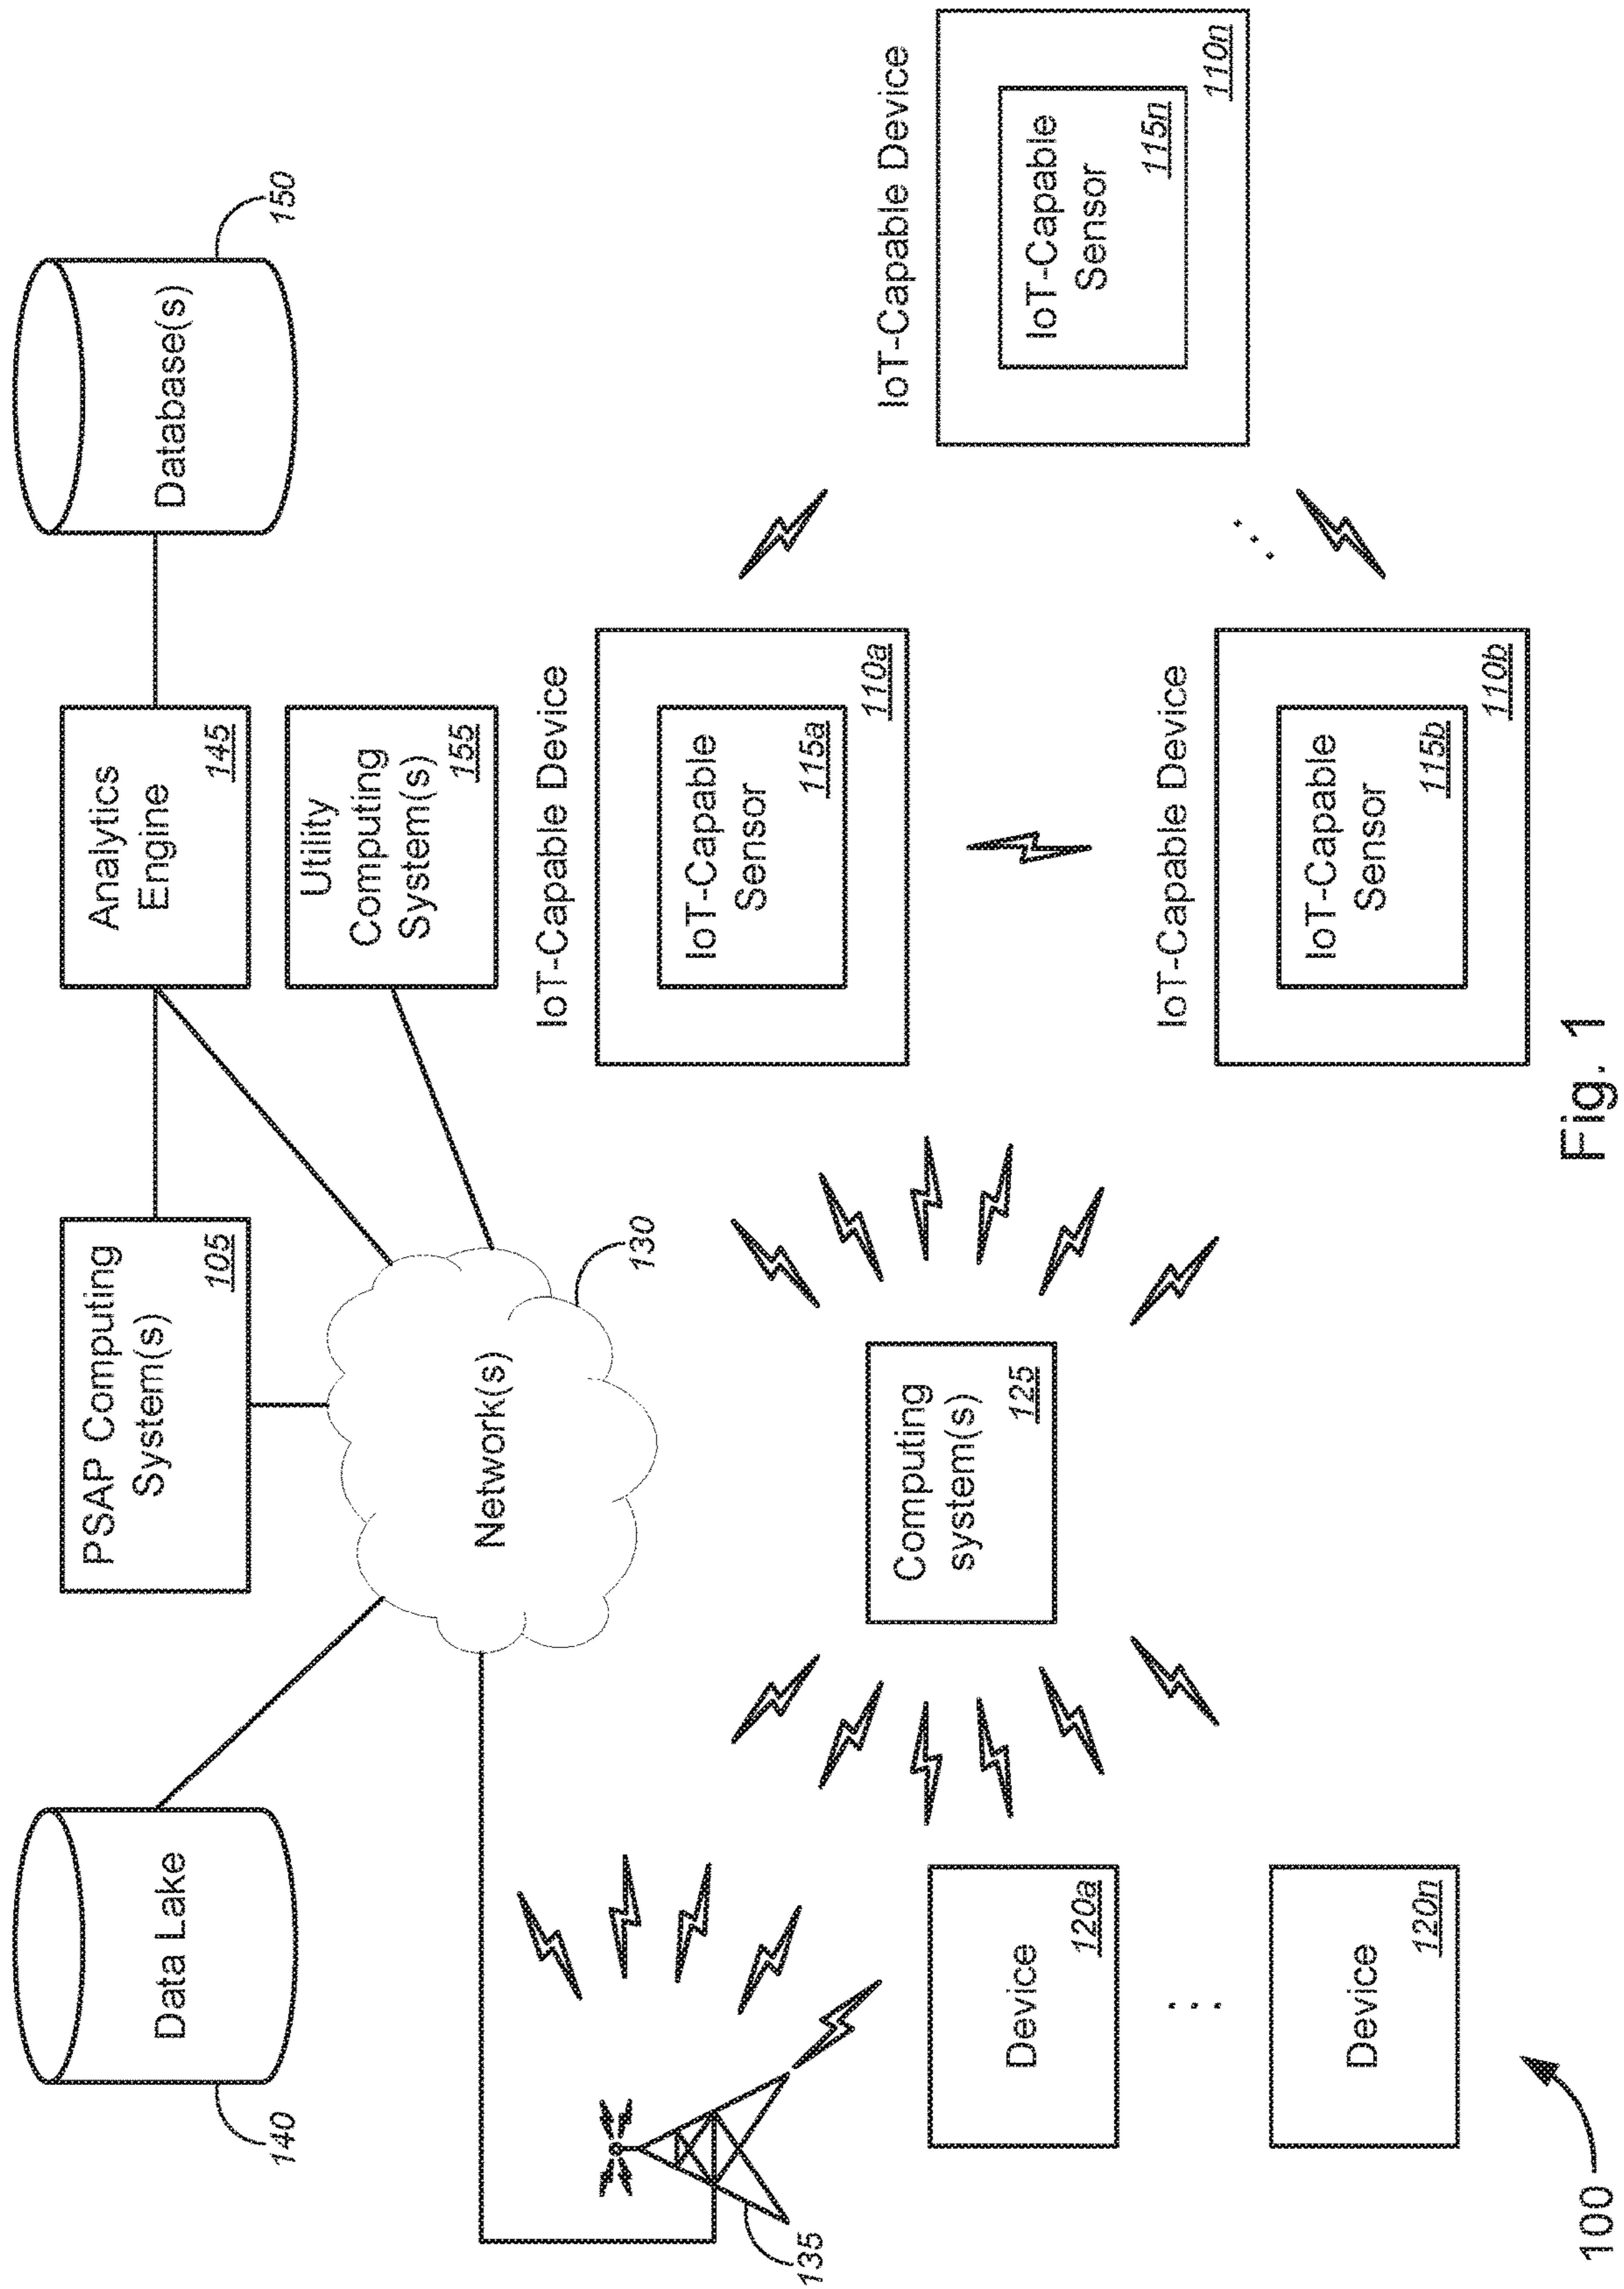 Data Lake
140
PSAP Computing
System(s)
105
Analytics
Engine
145
Database(s)
150
Utility
Computing
System(s)
155
Network(s)
130
135
IoT-Capable Device
IoT-Capable
Sensor
115a
110a
Computing
system(s)
125
IoT-Capable Device
IoT-Capable
Sensor
115n
110n
Device
120a
Device
120n
IoT-Capable Device
IoT-Capable
Sensor
115b
110b
100
Fig. 1